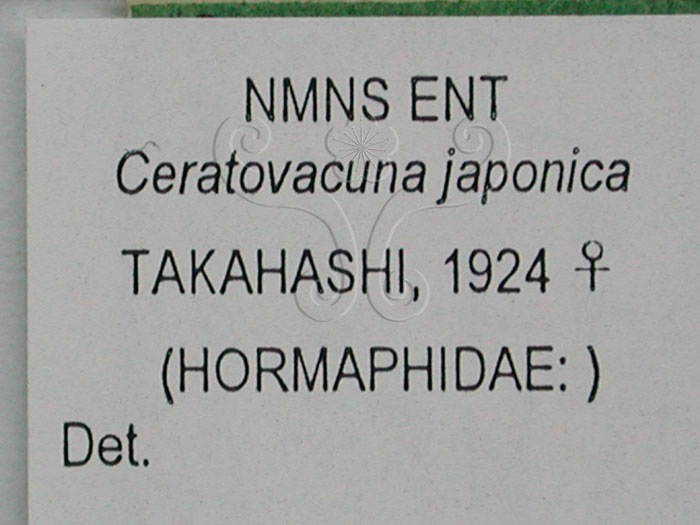 NMNS ENT
Ceratovacuna japonica
TAKAHASHI, 1924 ♀
(HORMAPHIDAE: )
Det.